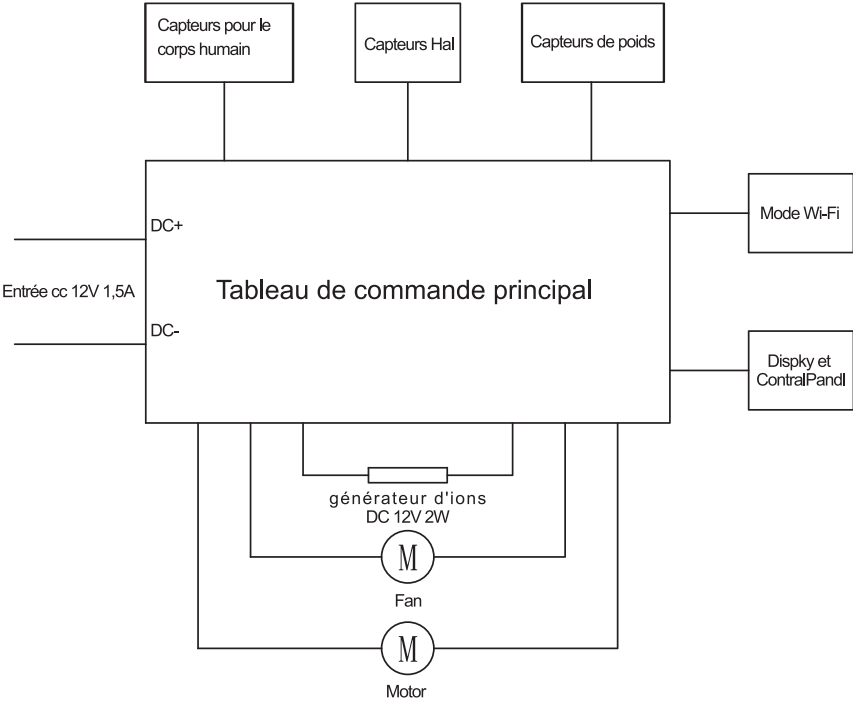 Capteurs pour le
corps humain
Capteurs Hal
Capteurs de poids
DC+
Mode Wi-Fi
Entrée cc 12V 1,5A
Tableau de commande principal
DC-
Dispky et
ContralPandl
générateur d'ions
DC 12V 2W
M
Fan
M
Motor